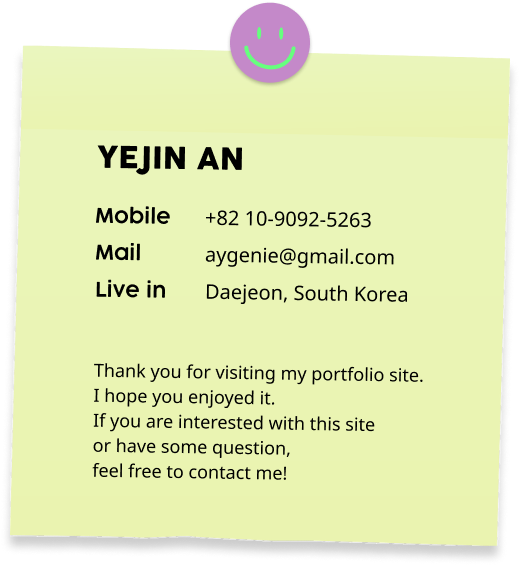 YEJIN AN
Mobile +82 10-9092-5263
Mail aygenie@gmail.com
Live in Daejeon, South Korea
Thank you for visiting my portfolio site.
I hope you enjoyed it.
If you are interested with this site
or have some question,
feel free to contact me!